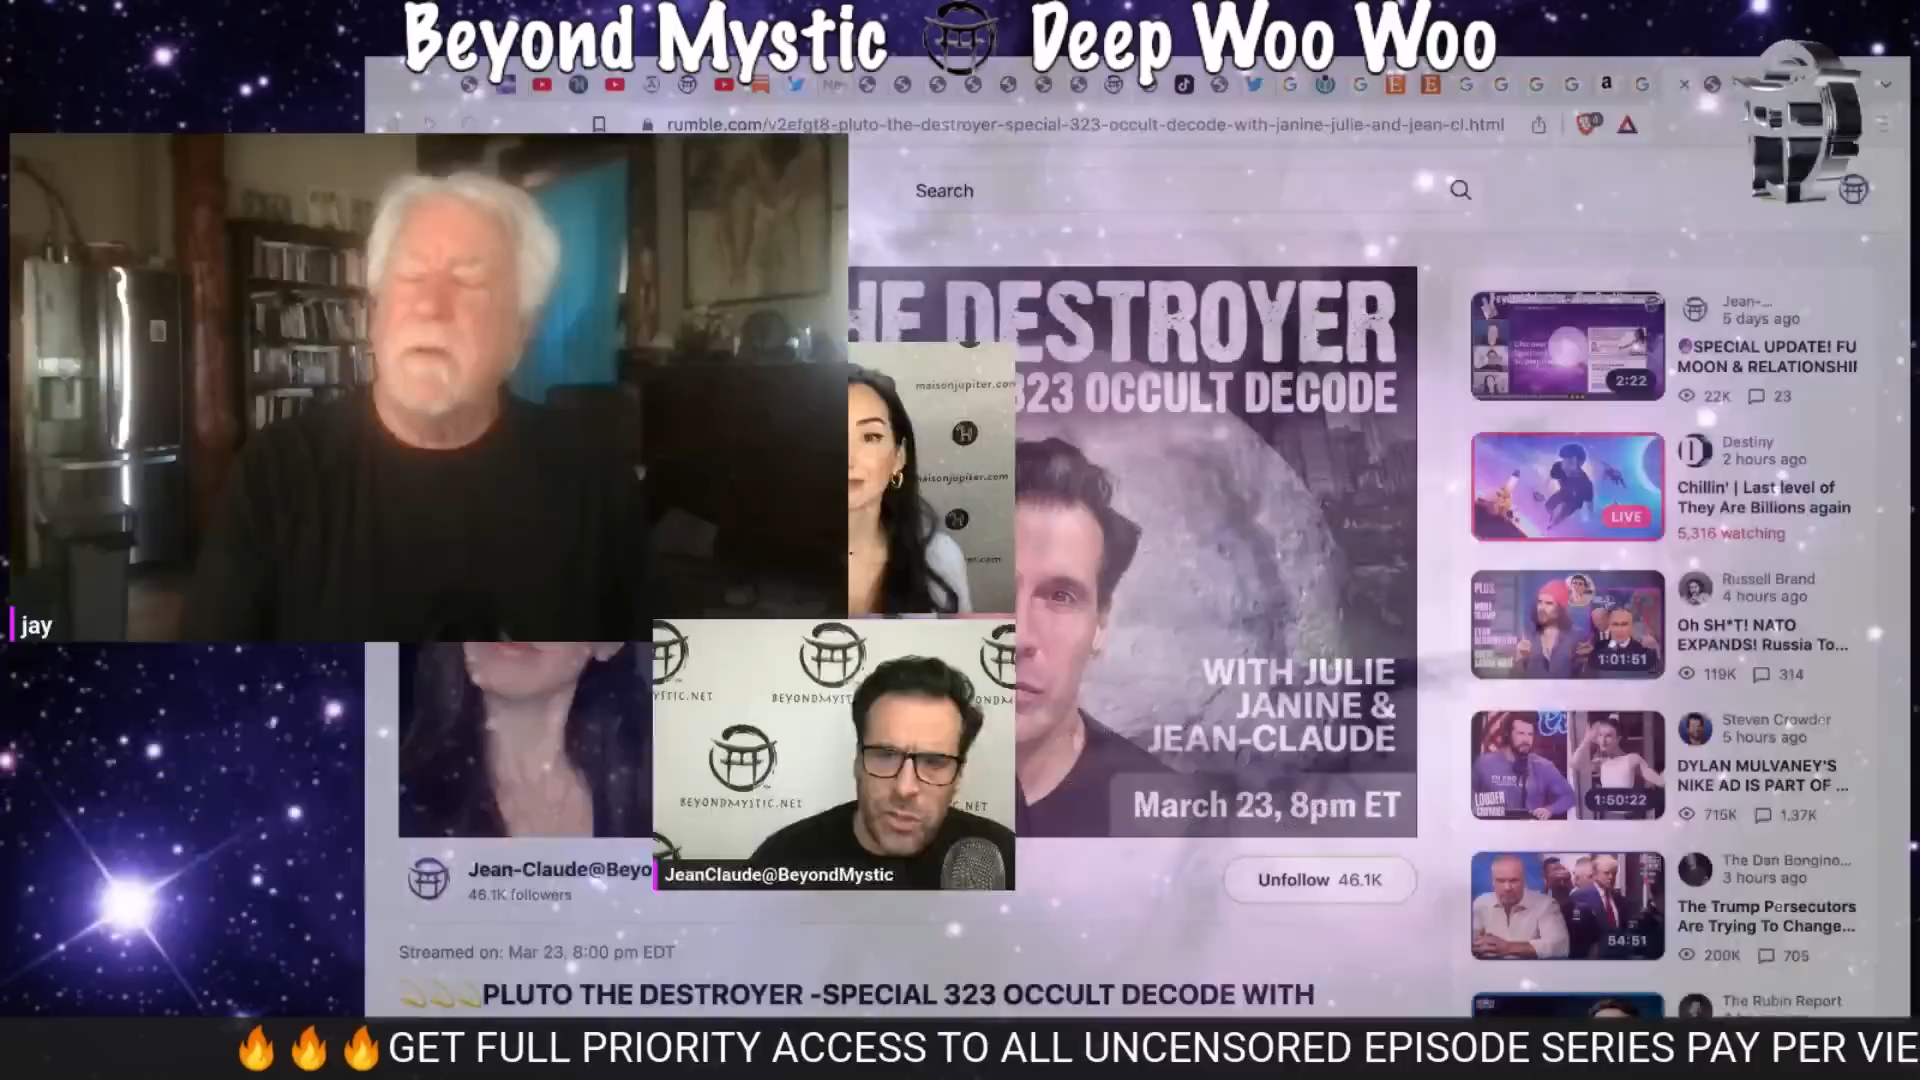 Beyond Mystic Deep Woo Woo
rumble.com/v2efgt8-pluto-the-destroyer-special-323-occult-decode-with-janine-julie-and-jean-cl.html
Search
HE DESTROYER
323 OCCULT DECODE
WITH JULIE
JANINE &
JEAN-CLAUDE
March 23, 8pm ET
jay
maisonjupiter.com
maisonjupiter.com
BEYONDMYSTIC.NET
JeanClaude@BeyondMystic
Jean-Claude@Beyo
46.1K followers
Unfollow 46.1K
Streamed on: Mar 23, 8:00 pm EDT
PLUTO THE DESTROYER -SPECIAL 323 OCCULT DECODE WITH
Jean-...
5 days ago
SPECIAL UPDATE! FU
MOON & RELATIONSHIP
2:22
22K 23
Destiny
2 hours ago
Chillin' | Last level of
They Are Billions again
LIVE
5,316 watching
Russell Brand
4 hours ago
Oh SH*T! NATO
EXPANDS! Russia To...
1:01:51
119K 314
Steven Crowder
5 hours ago
DYLAN MULVANEY'S
NIKE AD IS PART OF ...
1:50:22
715K 1.37K
The Dan Bongino...
3 hours ago
The Trump Persecutors
Are Trying To Change...
54:51
200K 705
The Rubin Report
GET FULL PRIORITY ACCESS TO ALL UNCENSORED EPISODE SERIES PAY PER VIE